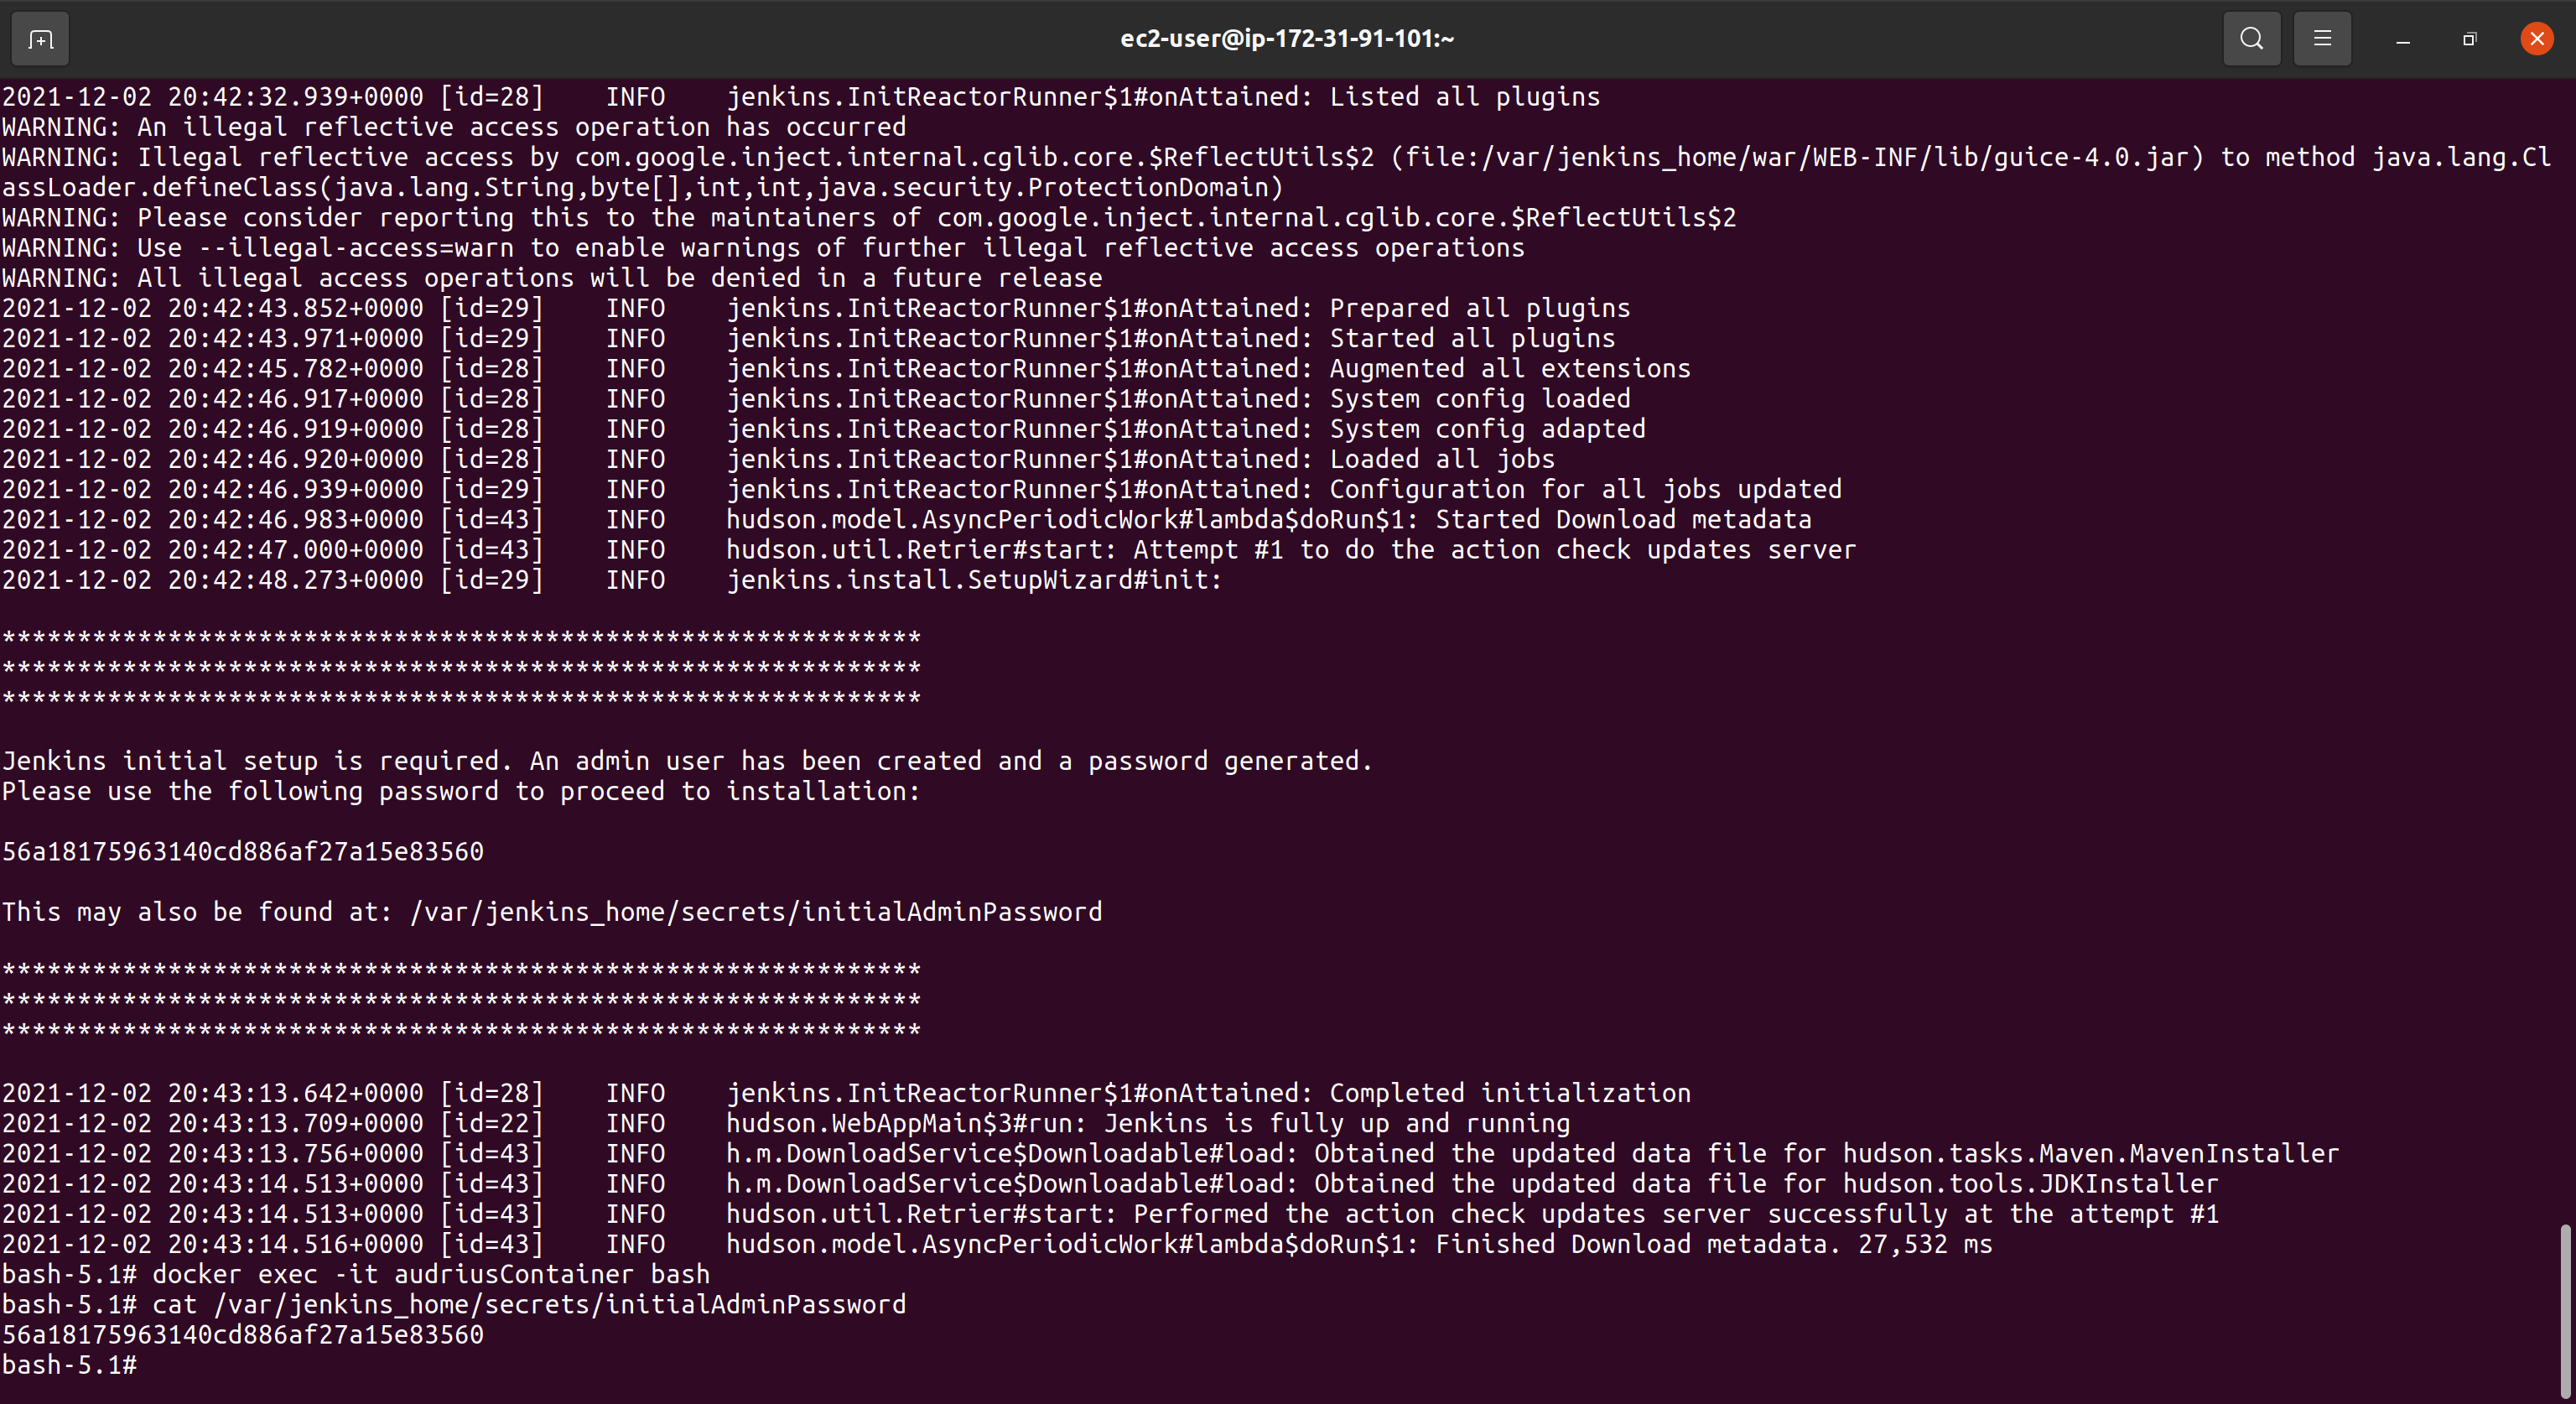 ec2-user@ip-172-31-91-101:~
2021-12-02 20:42:32.939+0000 [id=28]    INFO    jenkins.InitReactorRunner$1#onAttained: Listed all plugins
WARNING: An illegal reflective access operation has occurred
WARNING: Illegal reflective access by com.google.inject.internal.cglib.core.$ReflectUtils$2 (file:/var/jenkins_home/war/WEB-INF/lib/guice-4.0.jar) to method java.lang.Cl
assLoader.defineClass(java.lang.String,byte[],int,int,java.security.ProtectionDomain)
WARNING: Please consider reporting this to the maintainers of com.google.inject.internal.cglib.core.$ReflectUtils$2
WARNING: Use --illegal-access=warn to enable warnings of further illegal reflective access operations
WARNING: All illegal access operations will be denied in a future release
2021-12-02 20:42:43.852+0000 [id=29]    INFO    jenkins.InitReactorRunner$1#onAttained: Prepared all plugins
2021-12-02 20:42:43.971+0000 [id=29]    INFO    jenkins.InitReactorRunner$1#onAttained: Started all plugins
2021-12-02 20:42:45.782+0000 [id=28]    INFO    jenkins.InitReactorRunner$1#onAttained: Augmented all extensions
2021-12-02 20:42:46.917+0000 [id=28]    INFO    jenkins.InitReactorRunner$1#onAttained: System config loaded
2021-12-02 20:42:46.919+0000 [id=28]    INFO    jenkins.InitReactorRunner$1#onAttained: System config adapted
2021-12-02 20:42:46.920+0000 [id=28]    INFO    jenkins.InitReactorRunner$1#onAttained: Loaded all jobs
2021-12-02 20:42:46.939+0000 [id=29]    INFO    jenkins.InitReactorRunner$1#onAttained: Configuration for all jobs updated
2021-12-02 20:42:46.983+0000 [id=43]    INFO    hudson.model.AsyncPeriodicWork#lambda$doRun$1: Started Download metadata
2021-12-02 20:42:47.000+0000 [id=43]    INFO    hudson.util.Retrier#start: Attempt #1 to do the action check updates server
2021-12-02 20:42:48.273+0000 [id=29]    INFO    jenkins.install.SetupWizard#init:
*************************************************************
*************************************************************
*************************************************************
Jenkins initial setup is required. An admin user has been created and a password generated.
Please use the following password to proceed to installation:
56a18175963140cd886af27a15e83560
This may also be found at: /var/jenkins_home/secrets/initialAdminPassword
*************************************************************
*************************************************************
*************************************************************
2021-12-02 20:43:13.642+0000 [id=28]    INFO    jenkins.InitReactorRunner$1#onAttained: Completed initialization
2021-12-02 20:43:13.709+0000 [id=22]    INFO    hudson.WebAppMain$3#run: Jenkins is fully up and running
2021-12-02 20:43:13.756+0000 [id=43]    INFO    h.m.DownloadService$Downloadable#load: Obtained the updated data file for hudson.tasks.Maven.MavenInstaller
2021-12-02 20:43:14.513+0000 [id=43]    INFO    h.m.DownloadService$Downloadable#load: Obtained the updated data file for hudson.tools.JDKInstaller
2021-12-02 20:43:14.513+0000 [id=43]    INFO    hudson.util.Retrier#start: Performed the action check updates server successfully at the attempt #1
2021-12-02 20:43:14.516+0000 [id=43]    INFO    hudson.model.AsyncPeriodicWork#lambda$doRun$1: Finished Download metadata. 27,532 ms
bash-5.1# docker exec -it audriusContainer bash
bash-5.1# cat /var/jenkins_home/secrets/initialAdminPassword
56a18175963140cd886af27a15e83560
bash-5.1#